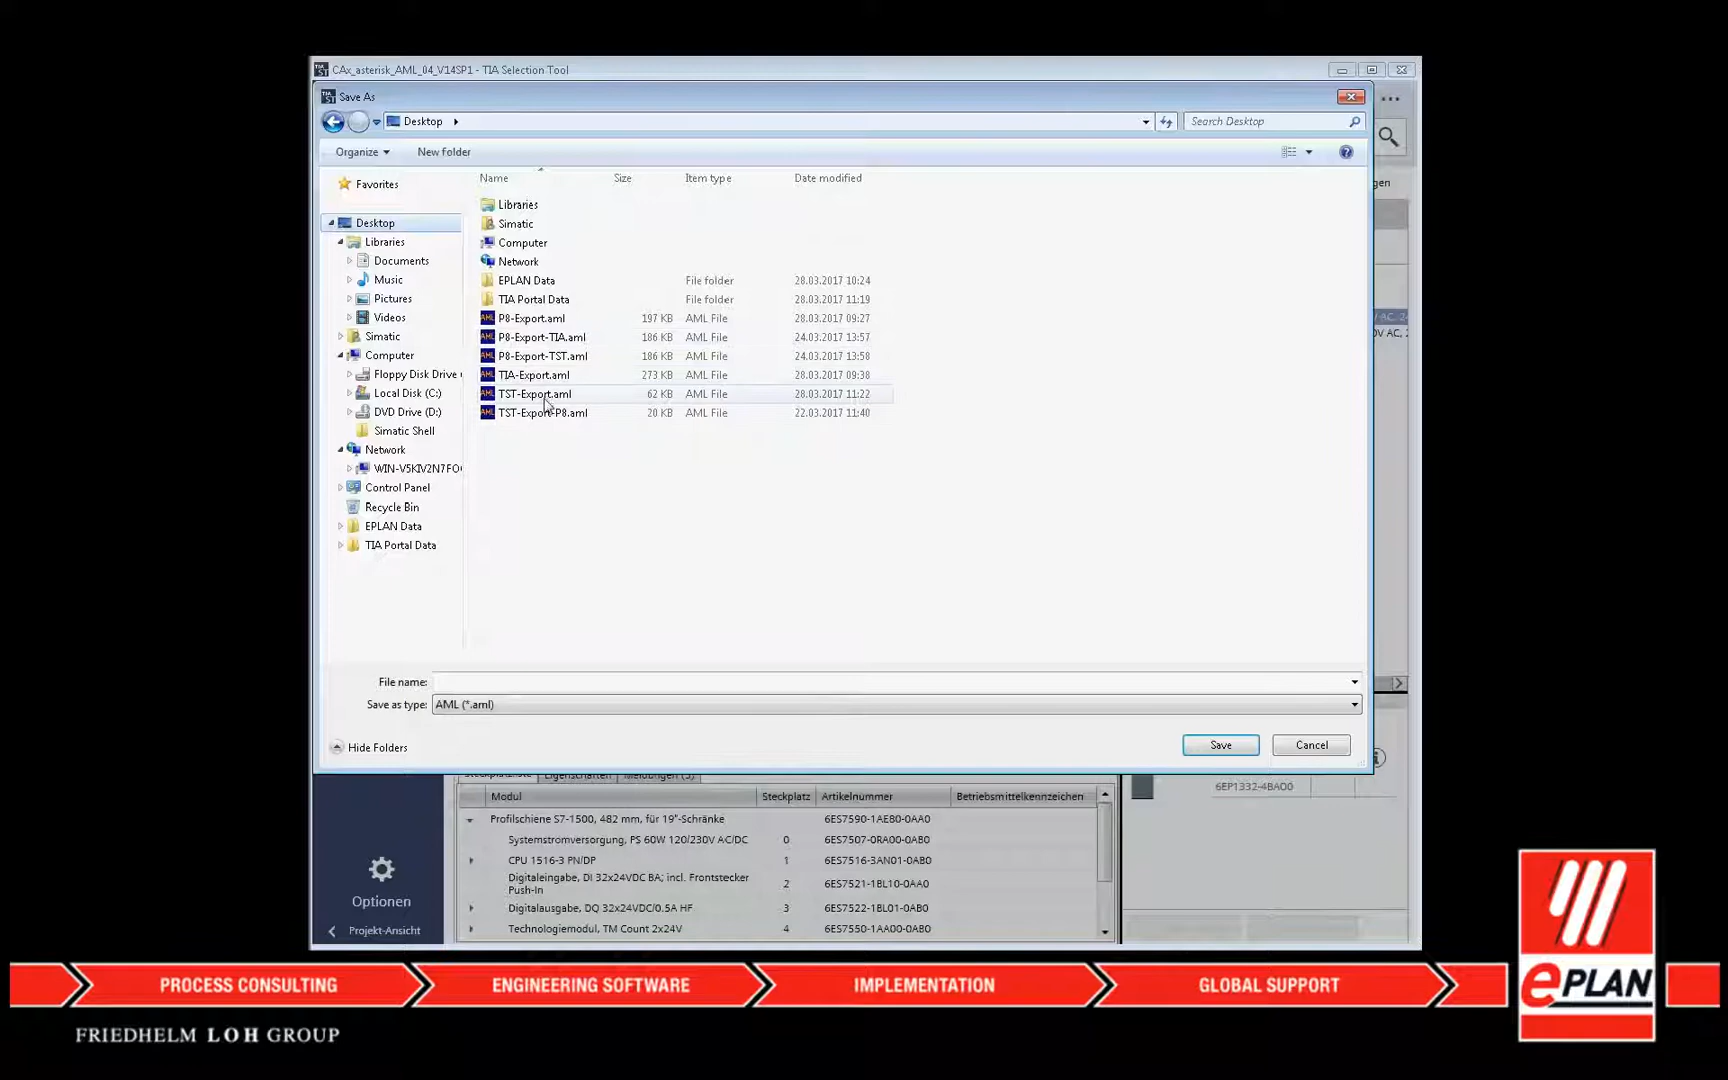 CAx_asterisk_AML_04_V14SP1 - TIA Selection Tool
Save As
Desktop
Search Desktop
Organize
New Folder
gen
Name Size Item type Date modified
Favorites
Desktop
Libraries
Documents
Music
Pictures
Videos
Simatic
Computer
Floppy Disk Drive
Local Disk (C:)
DVD Drive (D:)
Simatic Shell
Network
WIN-V5KIV2N7FO
Control Panel
Recycle Bin
EPLAN Data
TIA Portal Data
Libraries
Simatic
Computer
Network
EPLAN Data File folder 28.03.2017 10:24
TIA Portal Data File folder 28.03.2017 11:19
P8-Export.aml 197 KB AML File 28.03.2017 09:27
P8-Export-TIA.aml 186 KB AML File 24.03.2017 13:57
P8-Export-TST.aml 186 KB AML File 24.03.2017 13:58
TIA-Export.aml 273 KB AML File 28.03.2017 09:38
TST-Export.aml 62 KB AML File 28.03.2017 11:22
TST-Export-P8.aml 20 KB AML File 22.03.2017 11:40
File name:
Save as type: AML (*.aml)
Hide Folders
Save
Cancel
Eigenschaften
6EP1332-4BA00
Modul Steckplatz Artikelnummer Betriebsmittelkennzeichen
Profilschiene S7-1500, 482 mm, für 19"-Schränke 6ES7590-1AE80-0AA0
Systemstromversorgung, PS 60W 120/230V AC/DC 0 6ES7507-0RA00-0AB0
CPU 1516-3 PN/DP 1 6ES7516-3AN01-0AB0
Digitaleingabe, DI 32x24VDC BA; incl. Frontstecker
Push-In 2 6ES7521-1BL10-0AA0
Digitalausgabe, DQ 32x24VDC/0.5A HF 3 6ES7522-1BL01-0AB0
Technologiemodul, TM Count 2x24V 4 6ES7550-1AA00-0AB0
Optionen
Projekt-Ansicht
PROCESS CONSULTING
ENGINEERING SOFTWARE
IMPLEMENTATION
GLOBAL SUPPORT
ePLAN
FRIEDHELM LOH GROUP